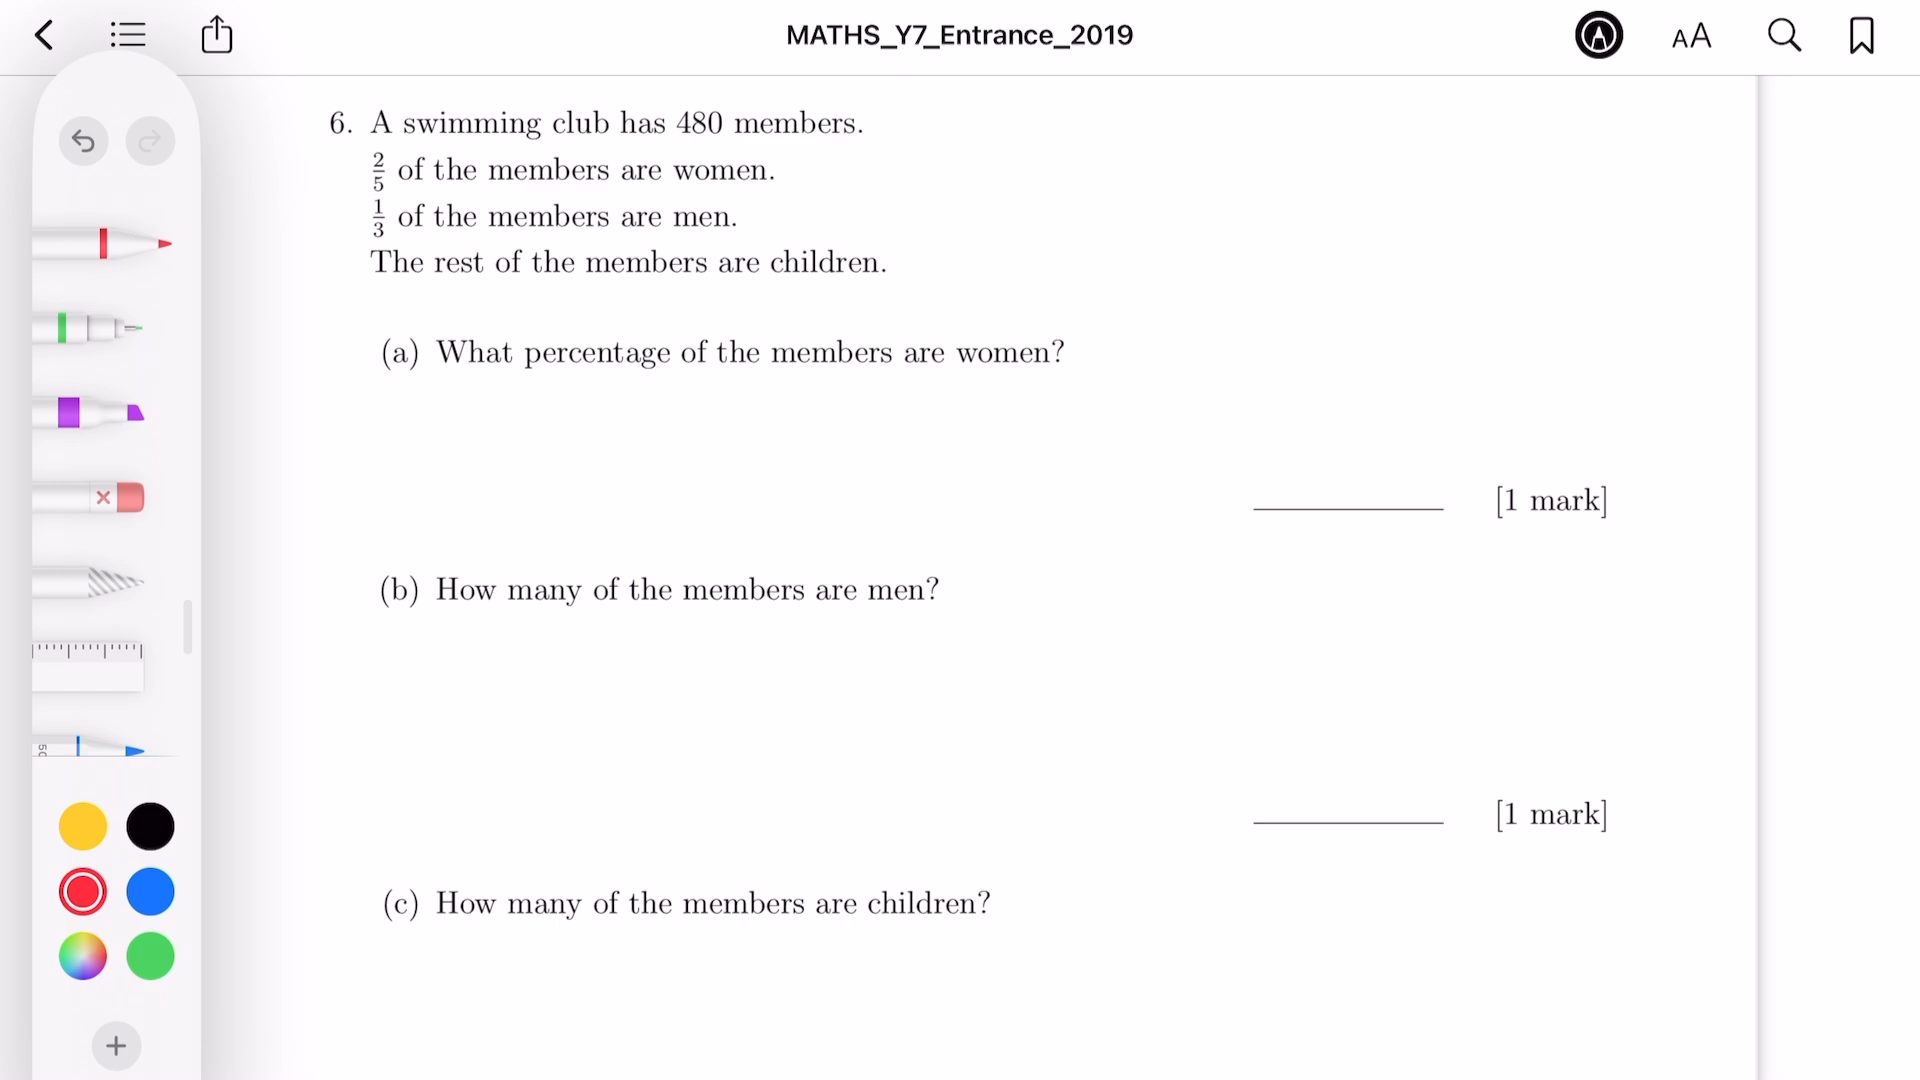 MATHS_Y7_Entrance_2019
AA
6. A swimming club has 480 members.
2/5 of the members are women.
1/3 of the members are men.
The rest of the members are children.
(a) What percentage of the members are women?
[1 mark]
(b) How many of the members are men?
[1 mark]
(c) How many of the members are children?